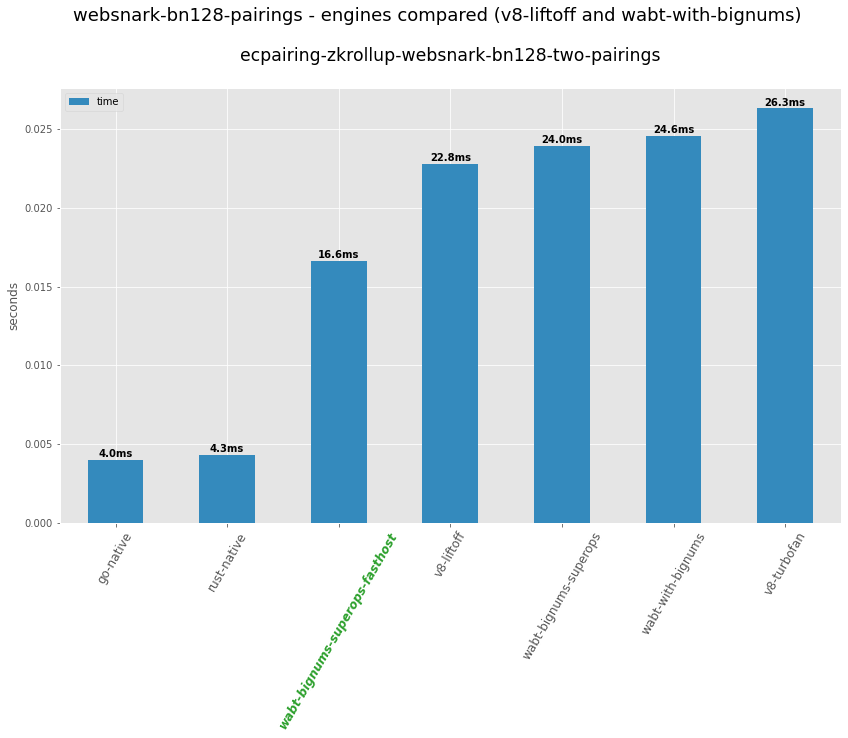 websnark-bn128-pairings - engines compared (v8-liftoff and wabt-with-bignums)
ecpairing-zkrollup-websnark-bn128-two-pairings
time
seconds
0.025
0.020
0.015
0.010
0.005
0.000
4.0ms
4.3ms
16.6ms
22.8ms
24.0ms
24.6ms
26.3ms
go-native
rust-native
wabt-bignums-superops-fasthost
v8-liftoff
wabt-bignums-superops
wabt-with-bignums
v8-turbofan